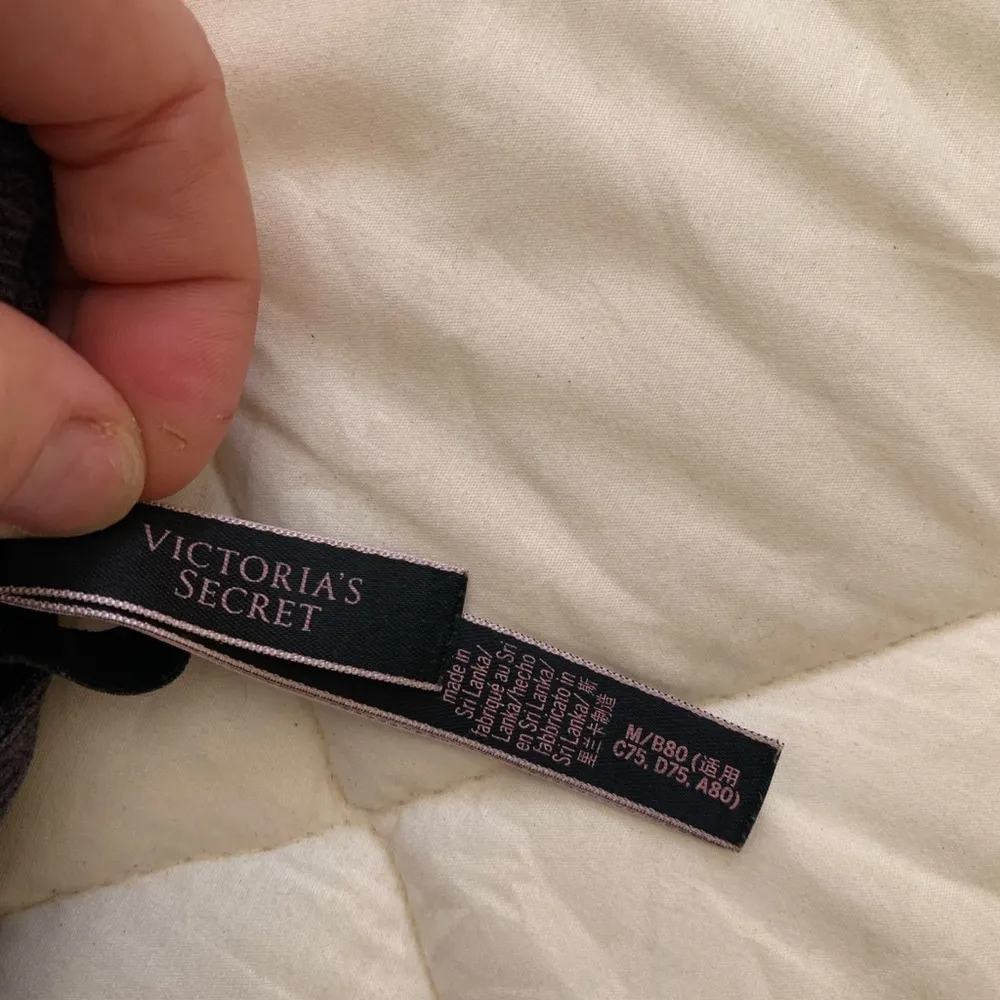 VICTORIA'S
SECRET
made in
Sri Lanka/
fabriqué au Sri
Lanka/hecho
en Sri Lanka/
fabbricato in
Sri Lanka/斯
里兰卡制造
M/B80 (适用
C75, D75, A80)